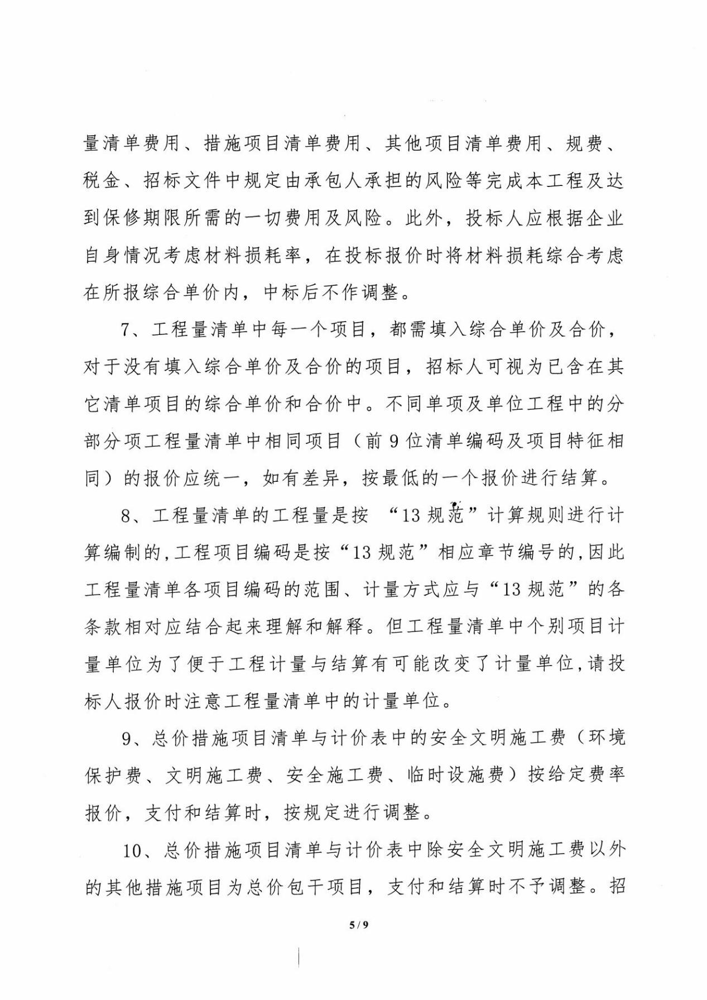 量清单费用、措施项目清单费用、其他项目清单费用、规费、
税金、招标文件中规定由承包人承担的风险等完成本工程及达
到保修期限所需的一切费用及风险。此外，投标人应根据企业
自身情况考虑材料损耗率，在投标报价时将材料损耗综合考虑
在所报综合单价内，中标后不作调整。
7、工程量清单中每一个项目，都需填入综合单价及合价，
对于没有填入综合单价及合价的项目，招标人可视为已含在其
它清单项目的综合单价和合价中。不同单项及单位工程中的分
部分项工程量清单中相同项目（前 9 位清单编码及项目特征相
同）的报价应统一，如有差异，按最低的一个报价进行结算。
8、工程量清单的工程量是按 “13 规范”计算规则进行计
算编制的,工程项目编码是按“13 规范”相应章节编号的,因此
工程量清单各项目编码的范围、计量方式应与“13 规范”的各
条款相对应结合起来理解和解释。但工程量清单中个别项目计
量单位为了便于工程计量与结算有可能改变了计量单位,请投
标人报价时注意工程量清单中的计量单位。
9、总价措施项目清单与计价表中的安全文明施工费（环境
保护费、文明施工费、安全施工费、临时设施费）按给定费率
报价，支付和结算时，按规定进行调整。
10、总价措施项目清单与计价表中除安全文明施工费以外
的其他措施项目为总价包干项目，支付和结算时不予调整。招
5 / 9